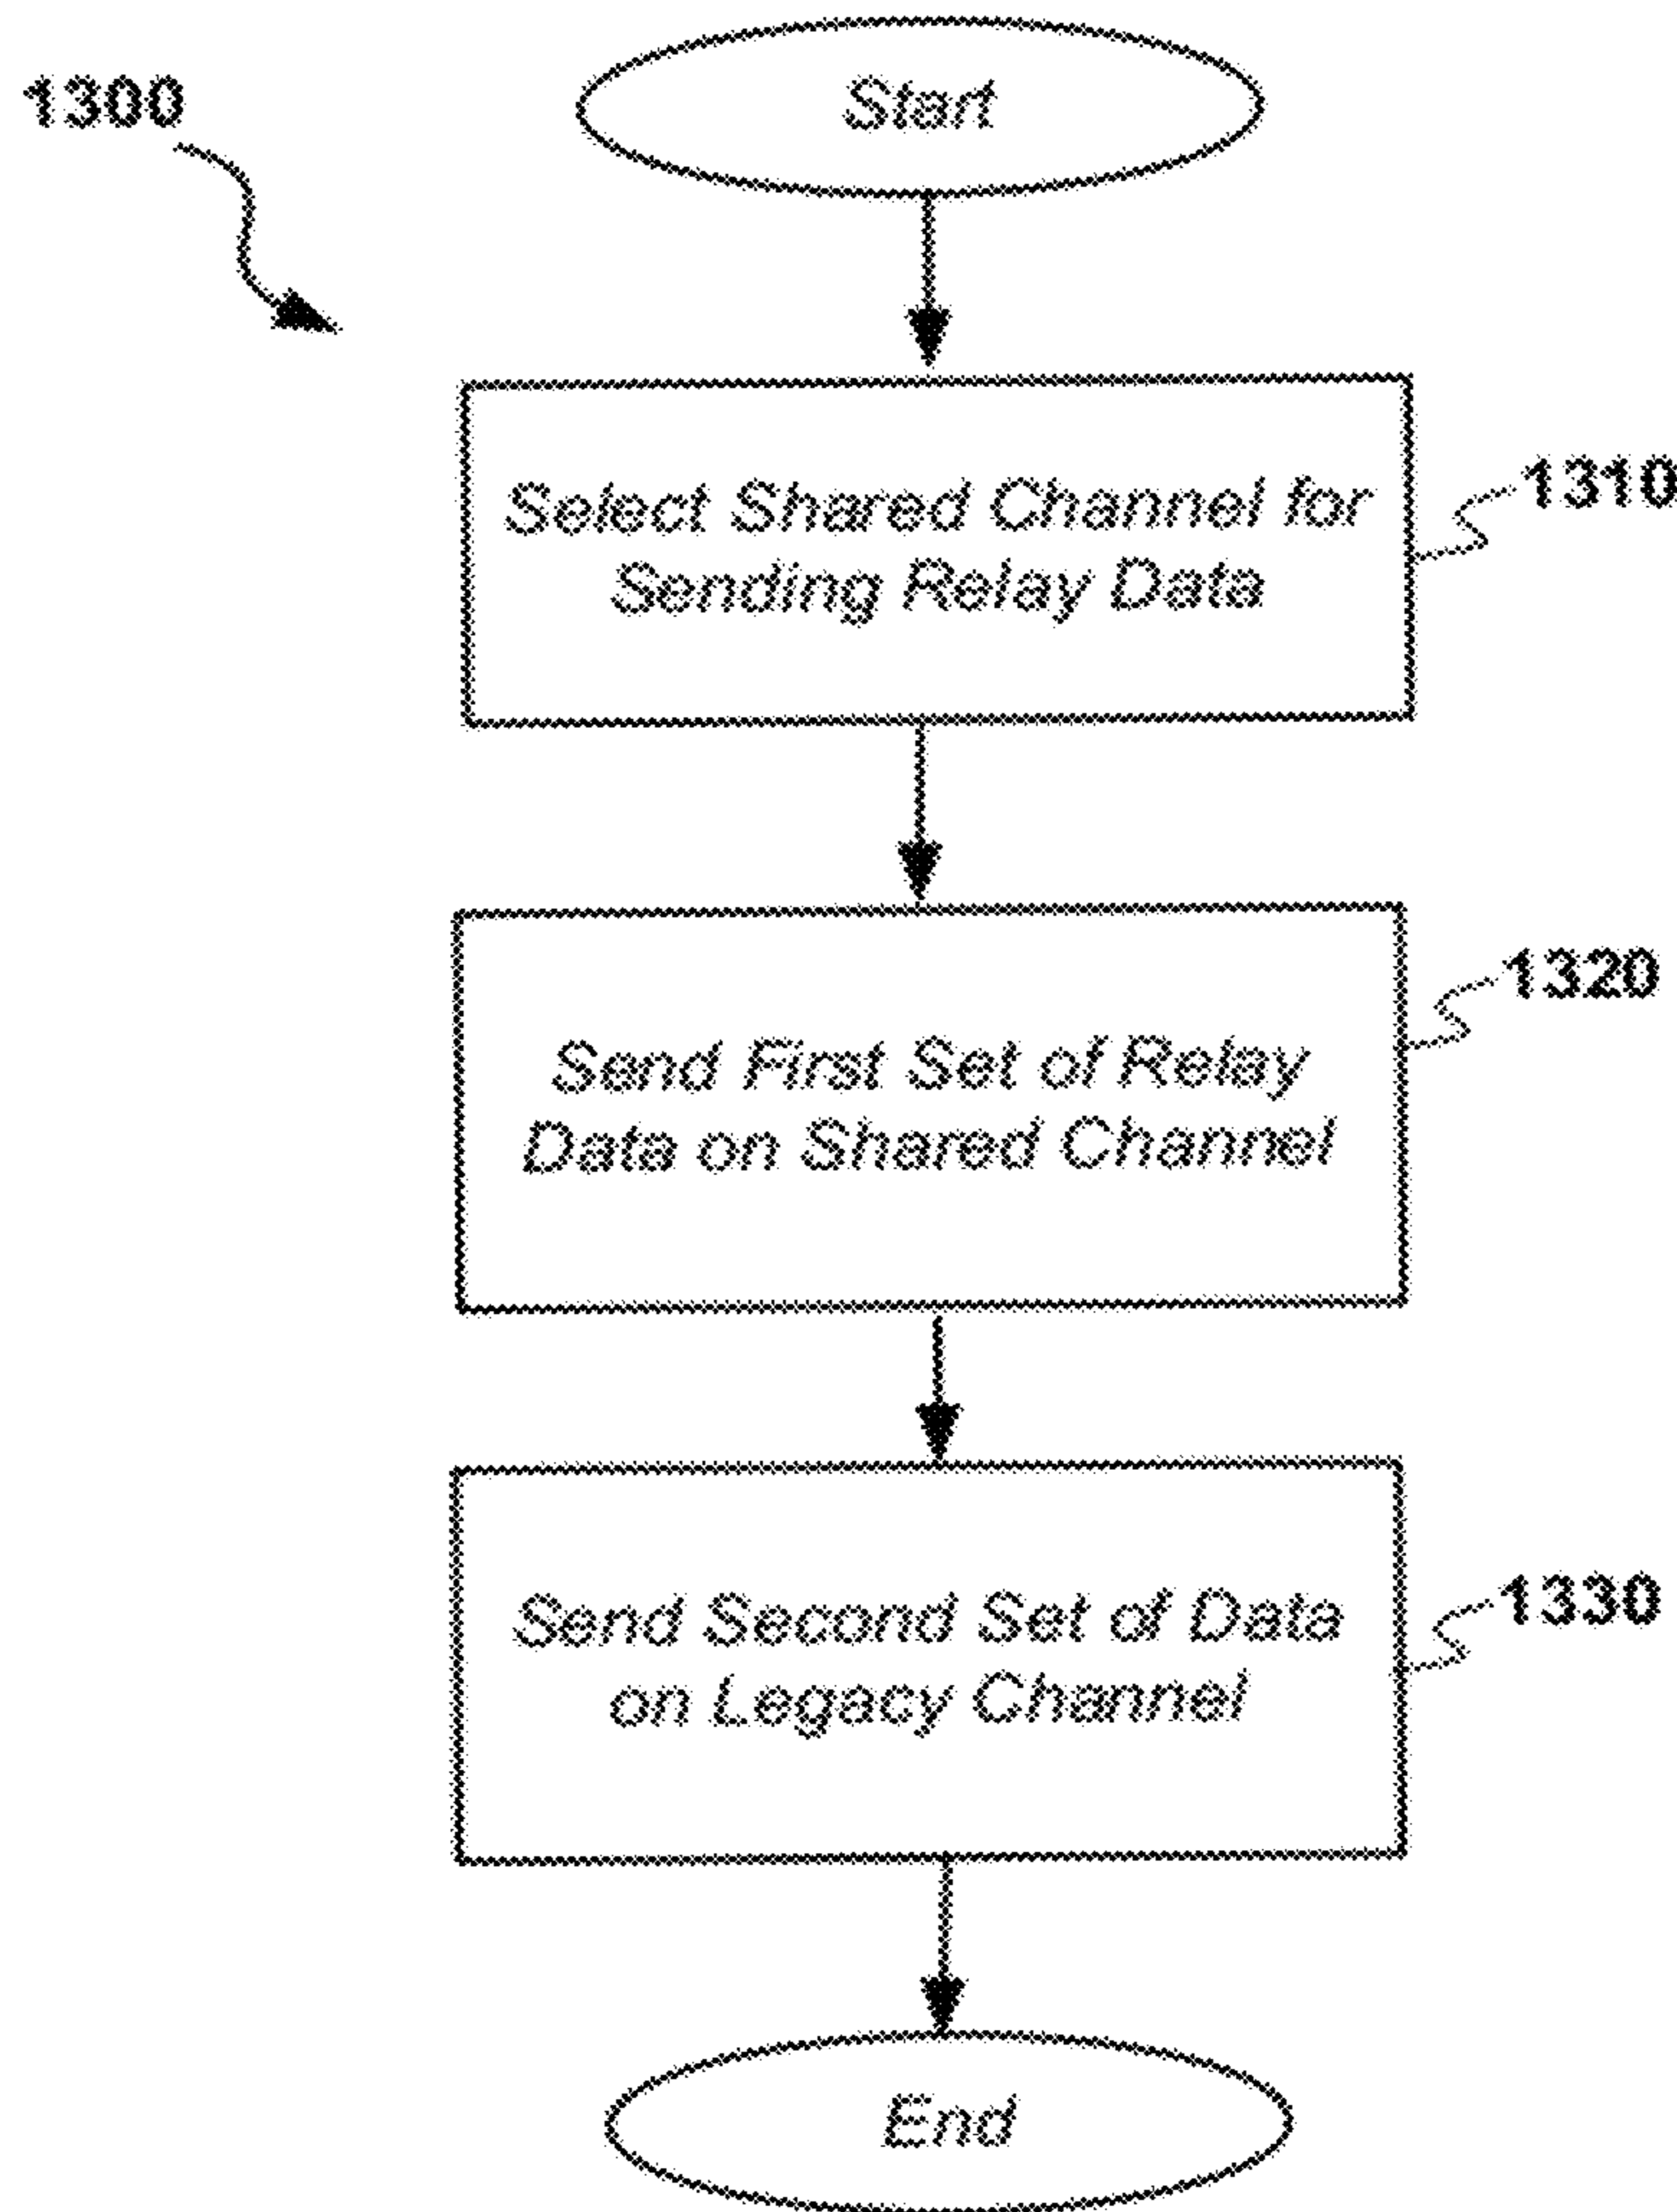 1300
Start
Select Shared Channel for
Sending Relay Data
1310
Send First Set of Relay
Data on Shared Channel
1320
Send Second Set of Data
on Legacy Channel
1330
End